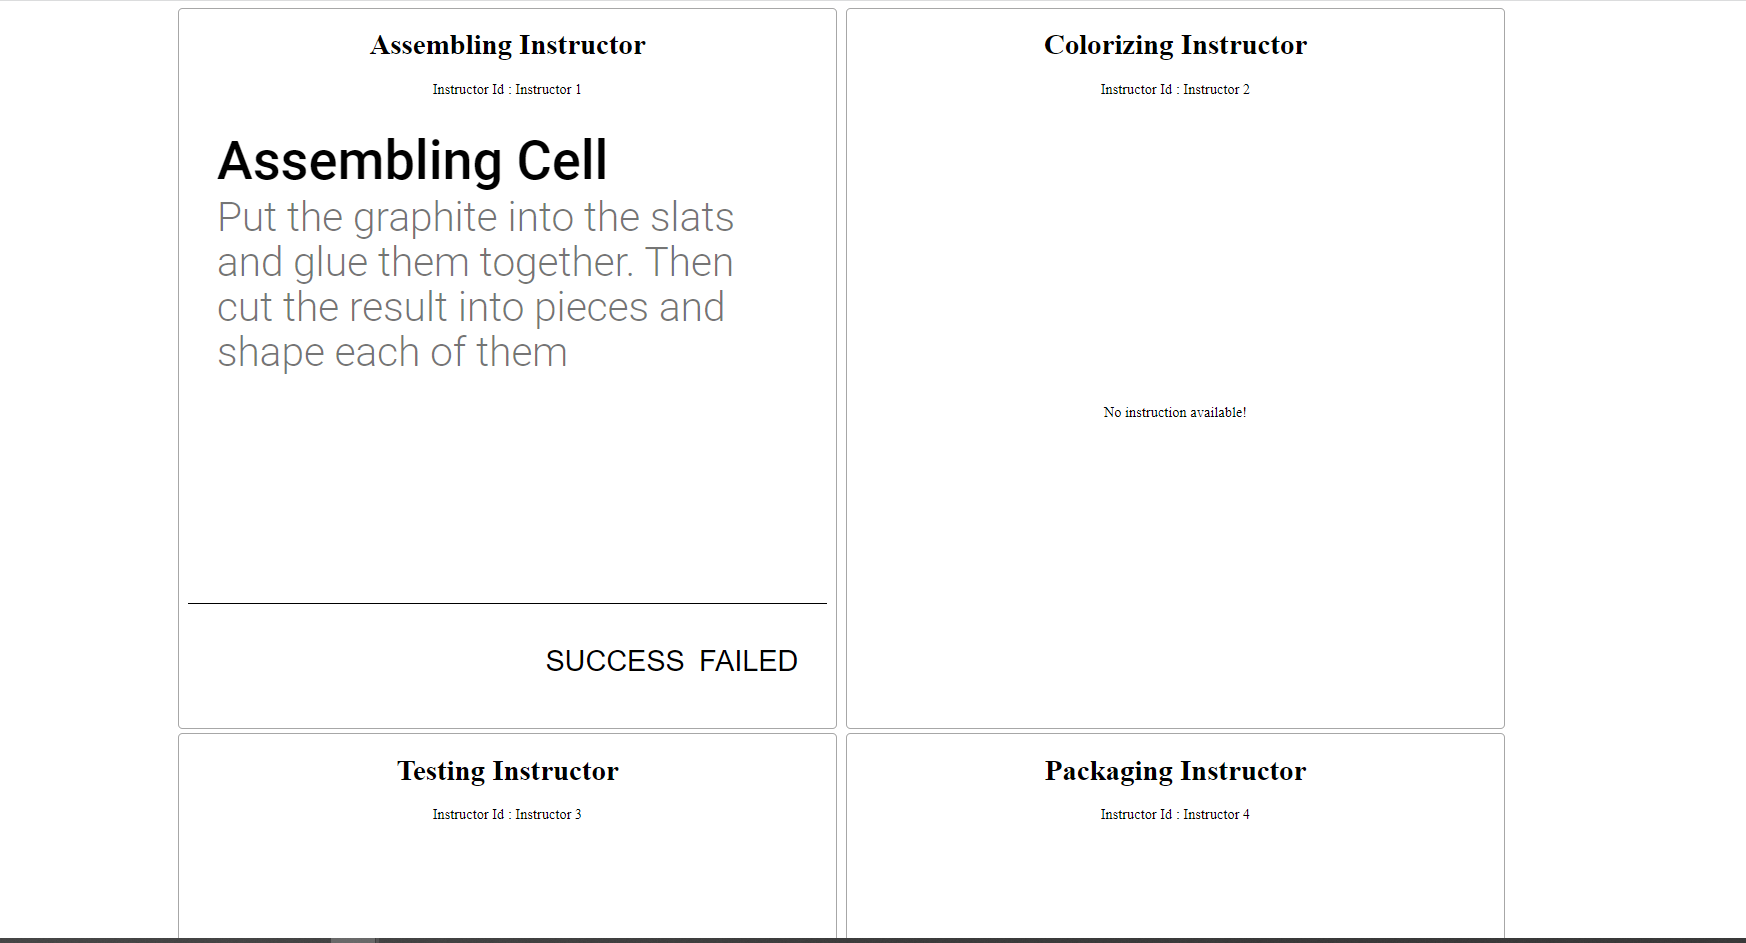 Assembling Instructor
Instructor Id : Instructor 1
Assembling Cell
Put the graphite into the slats
and glue them together. Then
cut the result into pieces and
shape each of them
SUCCESS FAILED
Colorizing Instructor
Instructor Id : Instructor 2
No instruction available!
Testing Instructor
Instructor Id : Instructor 3
Packaging Instructor
Instructor Id : Instructor 4